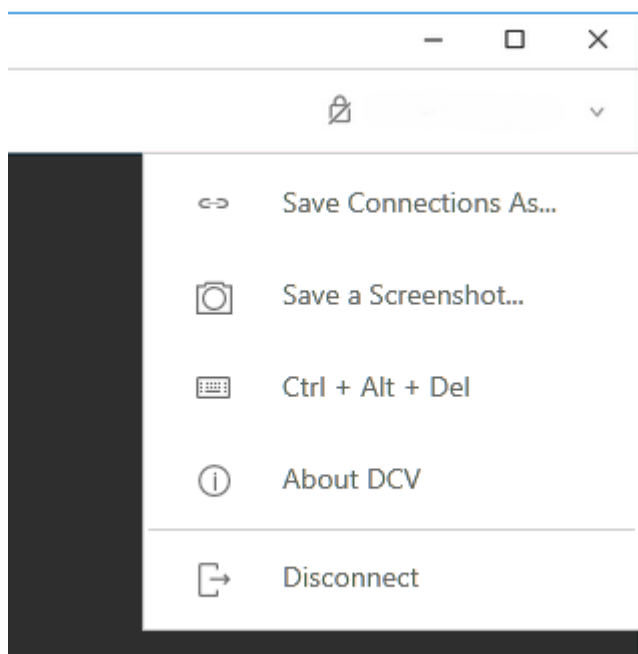 Save Connections As...
Save a Screenshot...
Ctrl + Alt + Del
About DCV
Disconnect